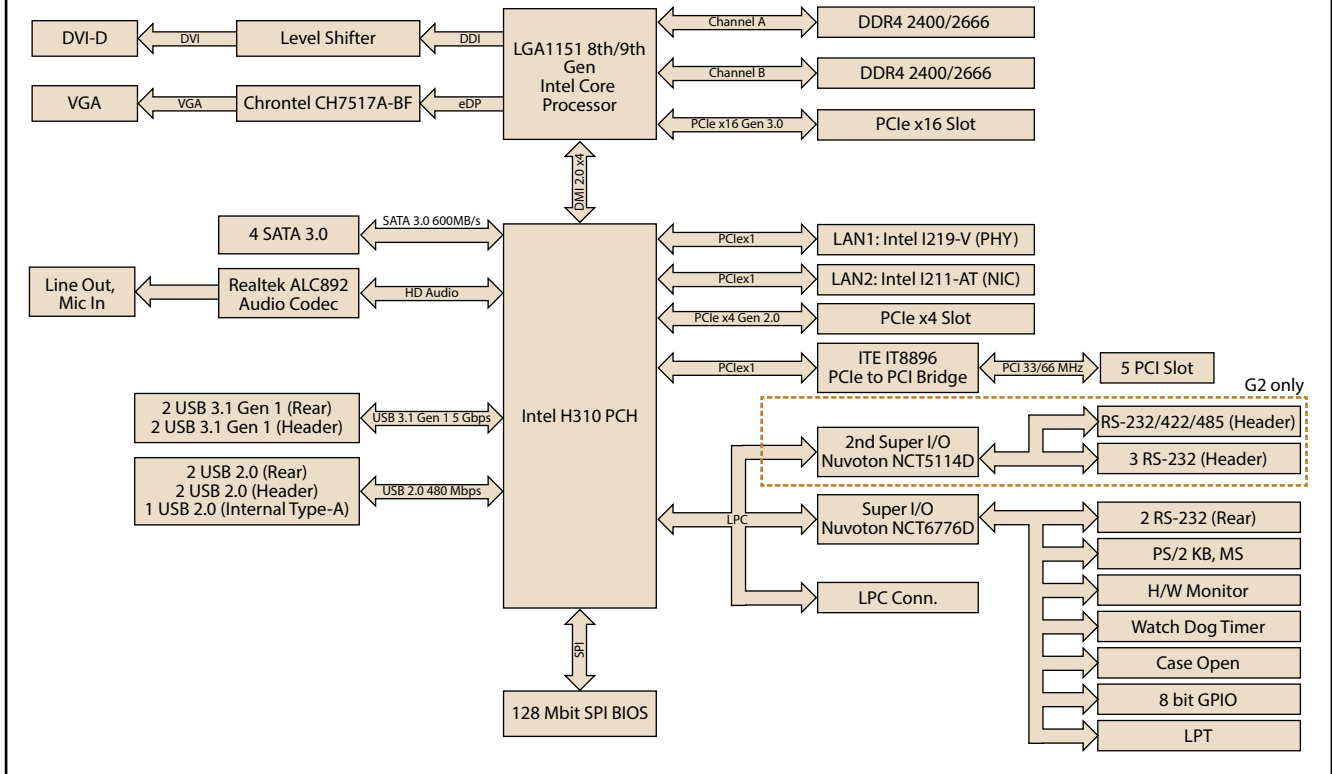 DVI-D
DVI
Level Shifter
DDI
LGA1151 8th/9th
Gen
Intel Core
Processor
Channel A
DDR4 2400/2666
Channel B
DDR4 2400/2666
VGA
VGA
Chrontel CH7517A-BF
eDP
PCIe x16 Gen 3.0
PCIe x16 Slot
DMI 2.0 x4
4 SATA 3.0
SATA 3.0 600MB/s
Line Out,
Mic In
Realtek ALC892
Audio Codec
HD Audio
2 USB 3.1 Gen 1 (Rear)
2 USB 3.1 Gen 1 (Header)
USB 3.1 Gen 1 5 Gbps
2 USB 2.0 (Rear)
2 USB 2.0 (Header)
1 USB 2.0 (Internal Type-A)
USB 2.0 480 Mbps
Intel H310 PCH
PCIex1
LAN1: Intel I219-V (PHY)
PCIex1
LAN2: Intel I211-AT (NIC)
PCIe x4 Gen 2.0
PCIe x4 Slot
PCIex1
ITE IT8896
PCIe to PCI Bridge
PCI 33/66 MHz
5 PCI Slot
G2 only
2nd Super I/O
Nuvoton NCT5114D
RS-232/422/485 (Header)
3 RS-232 (Header)
LPC
Super I/O
Nuvoton NCT6776D
2 RS-232 (Rear)
PS/2 KB, MS
H/W Monitor
Watch Dog Timer
Case Open
8 bit GPIO
LPT
LPC Conn.
SPI
128 Mbit SPI BIOS